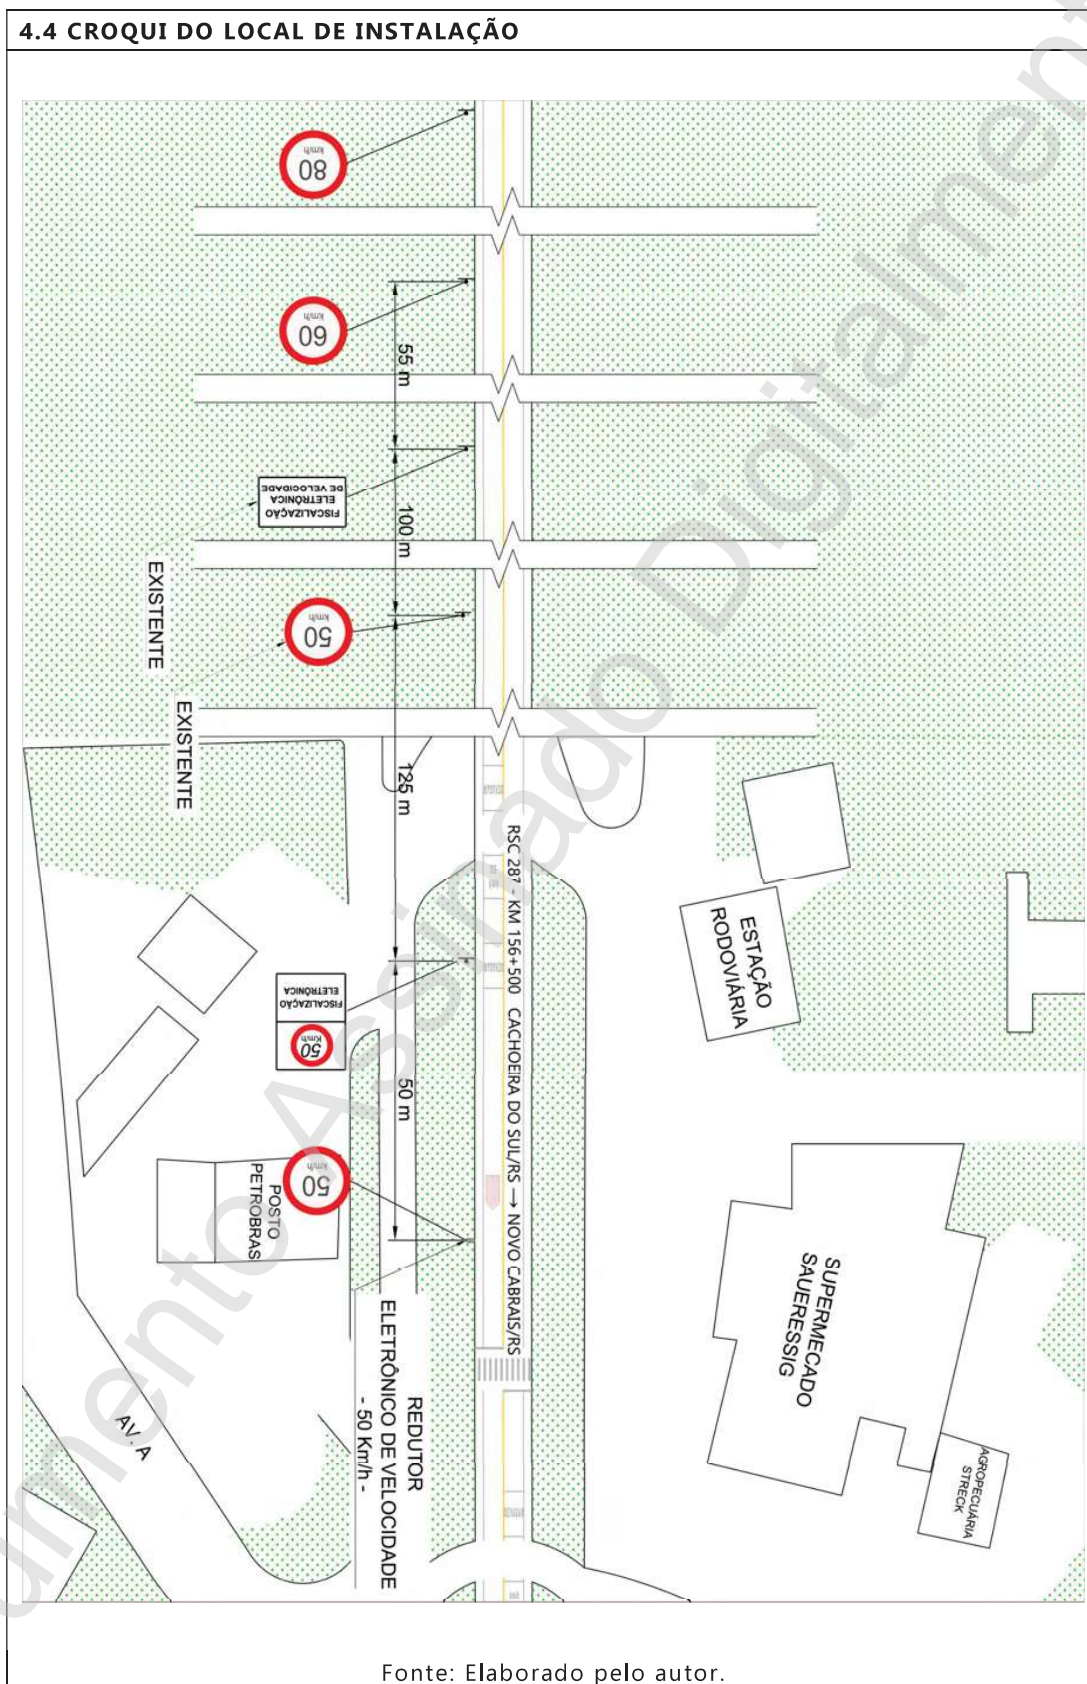 4.4 CROQUI DO LOCAL DE INSTALAÇÃO
80
km/h
60
km/h
55 m
FISCALIZAÇÃO
ELETRÔNICA
DE VELOCIDADE
100 m
EXISTENTE
50
km/h
EXISTENTE
125 m
RSC 287 - KM 156+500 CACHOEIRA DO SUL/RS → NOVO CABRAIS/RS
ESTAÇÃO
RODOVIÁRIA
FISCALIZAÇÃO
ELETRÔNICA
50
Km/h
50 m
50
km/h
POSTO
PETROBRAS
SUPERMECADO
SAUERESSIG
AGROPECUÁRIA
STRECK
REDUTOR
ELETRÔNICO DE VELOCIDADE
- 50 Km/h -
AV. A
umento Assinado Digitalment
Fonte: Elaborado pelo autor.